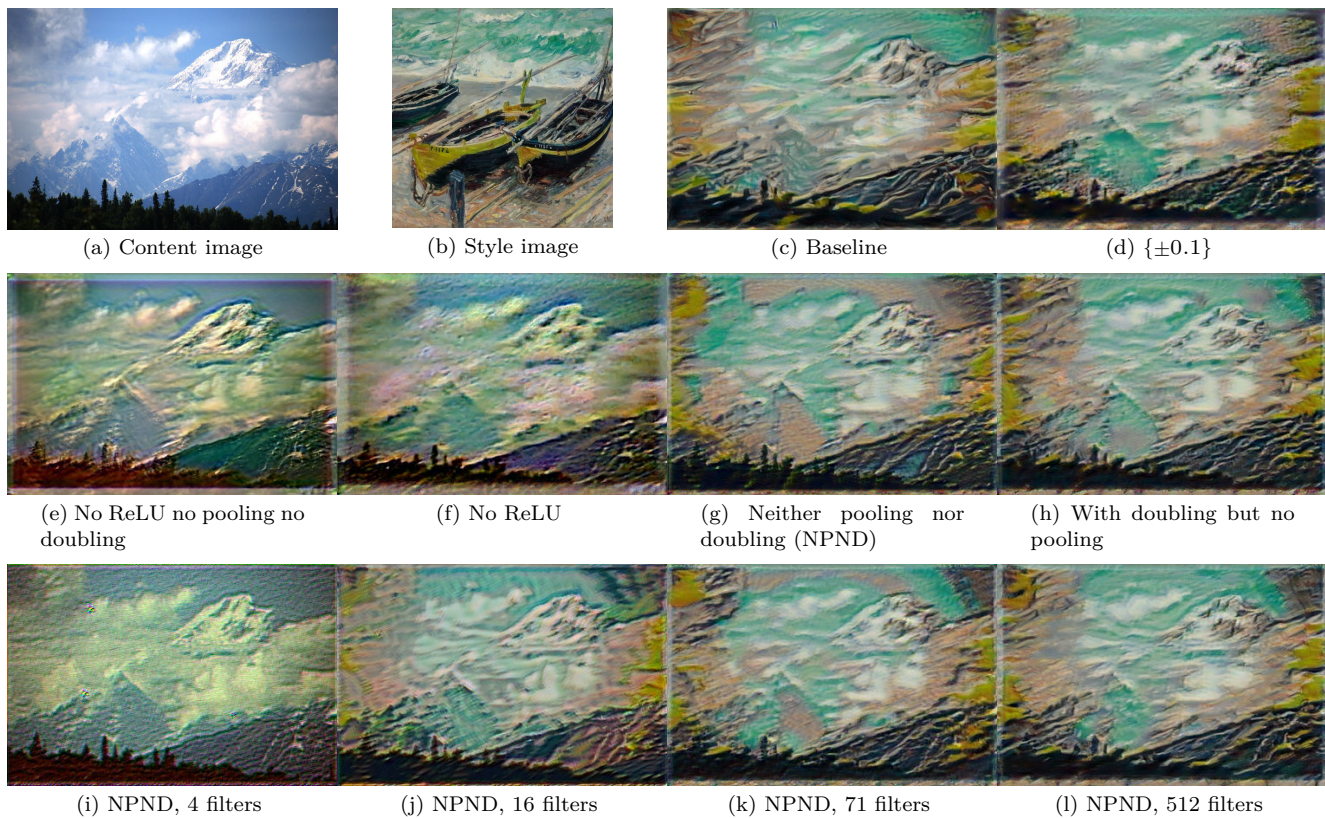 (a) Content image
(b) Style image
(c) Baseline
(d) {±0.1}
(e) No ReLU no pooling no
doubling
(f) No ReLU
(g) Neither pooling nor
doubling (NPND)
(h) With doubling but no
pooling
(i) NPND, 4 filters
(j) NPND, 16 filters
(k) NPND, 71 filters
(l) NPND, 512 filters